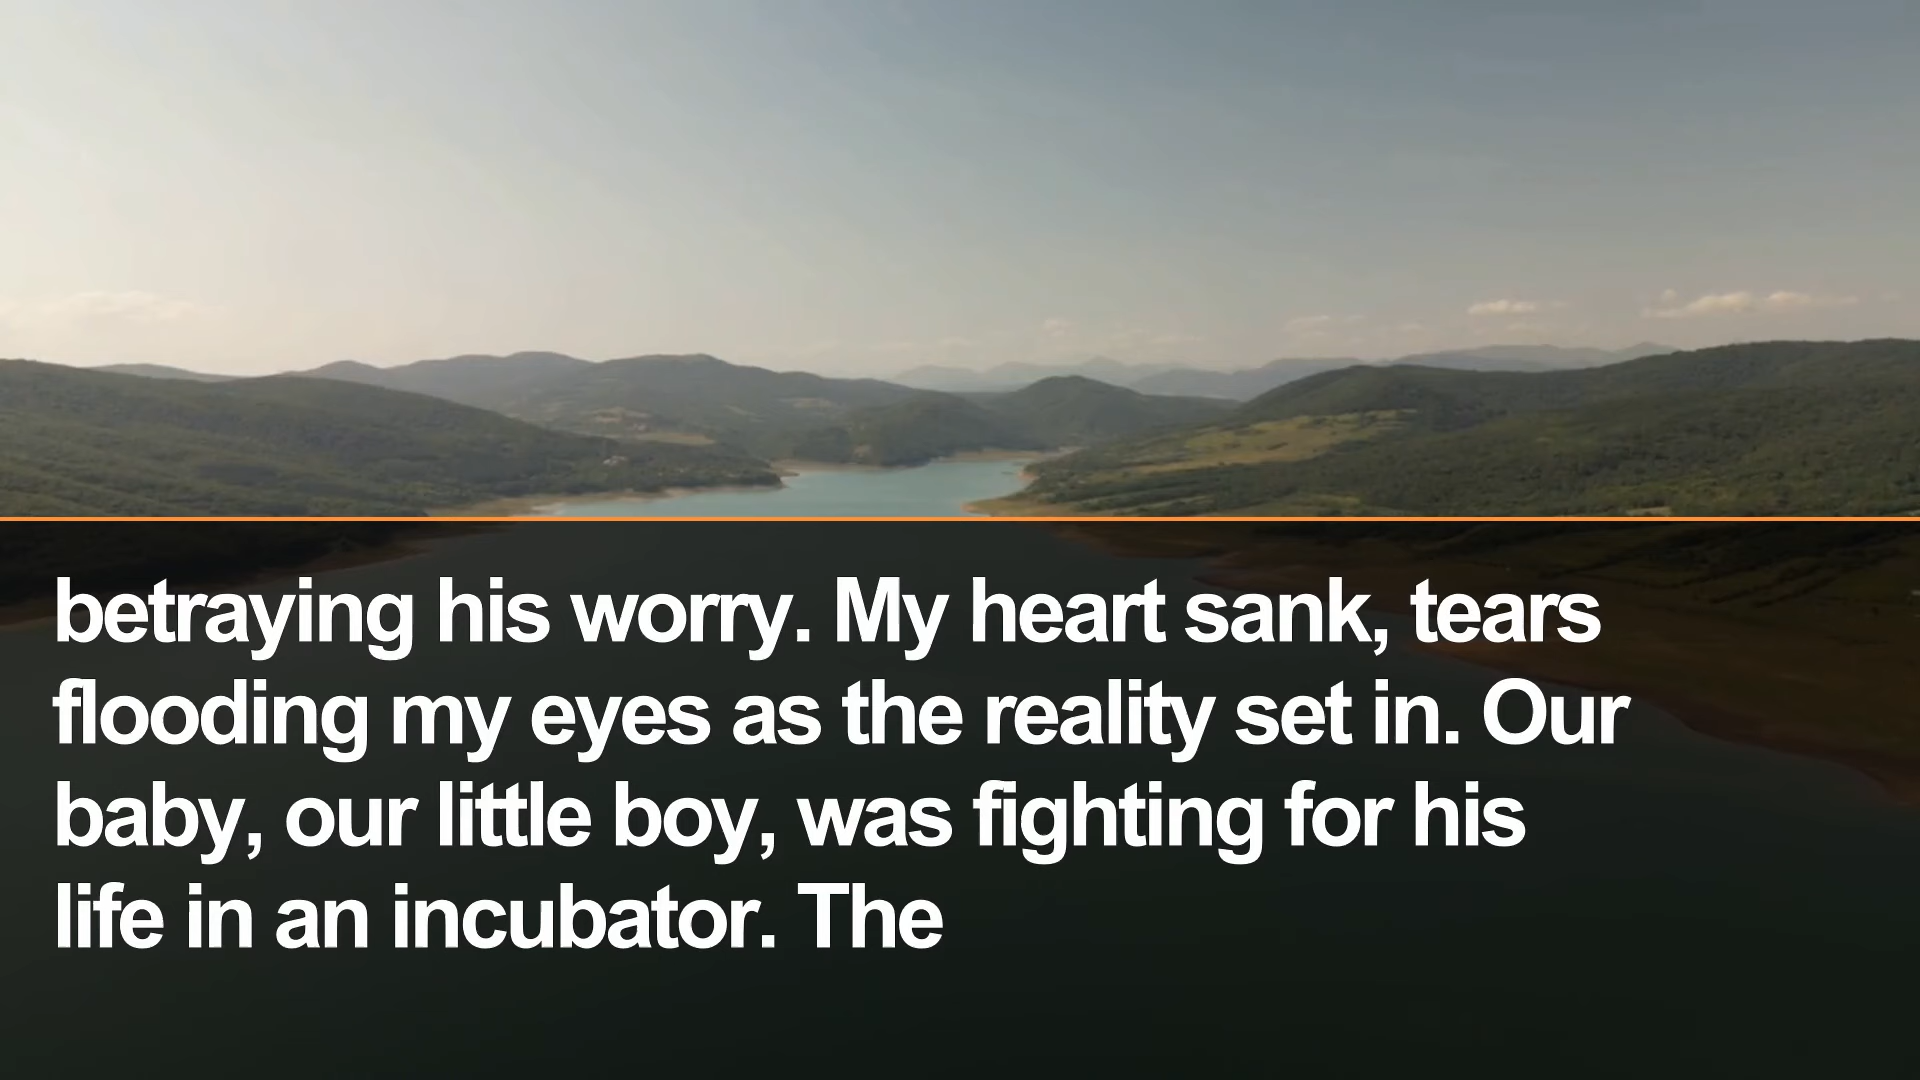 betraying his worry. My heart sank, tears
flooding my eyes as the reality set in. Our
baby, our little boy, was fighting for his
life in an incubator. The